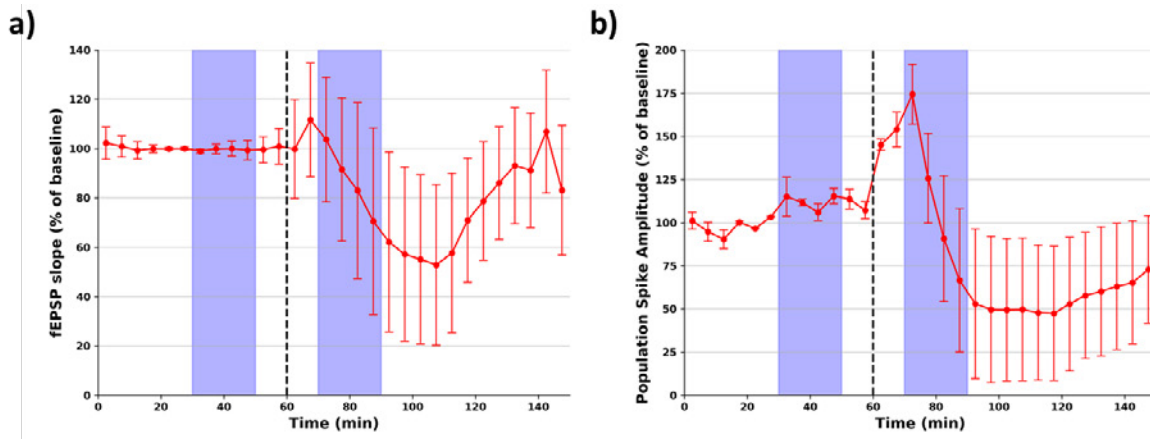 a)
fEPSP slope (% of baseline)
140
120
100
80
60
40
20
0
0 20 40 60 80 100 120 140
Time (min)
b)
Population Spike Amplitude (% of baseline)
200
175
150
125
100
75
50
25
0
0 20 40 60 80 100 120 140
Time (min)